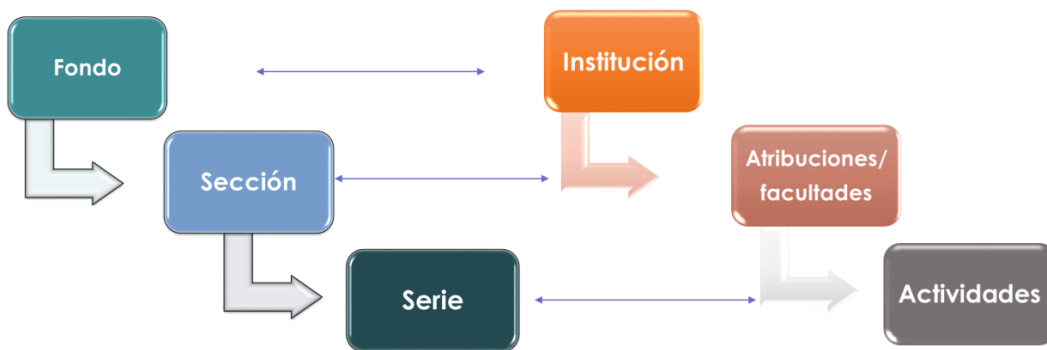 Fondo
Institución
Sección
Atribuciones/
facultades
Serie
Actividades